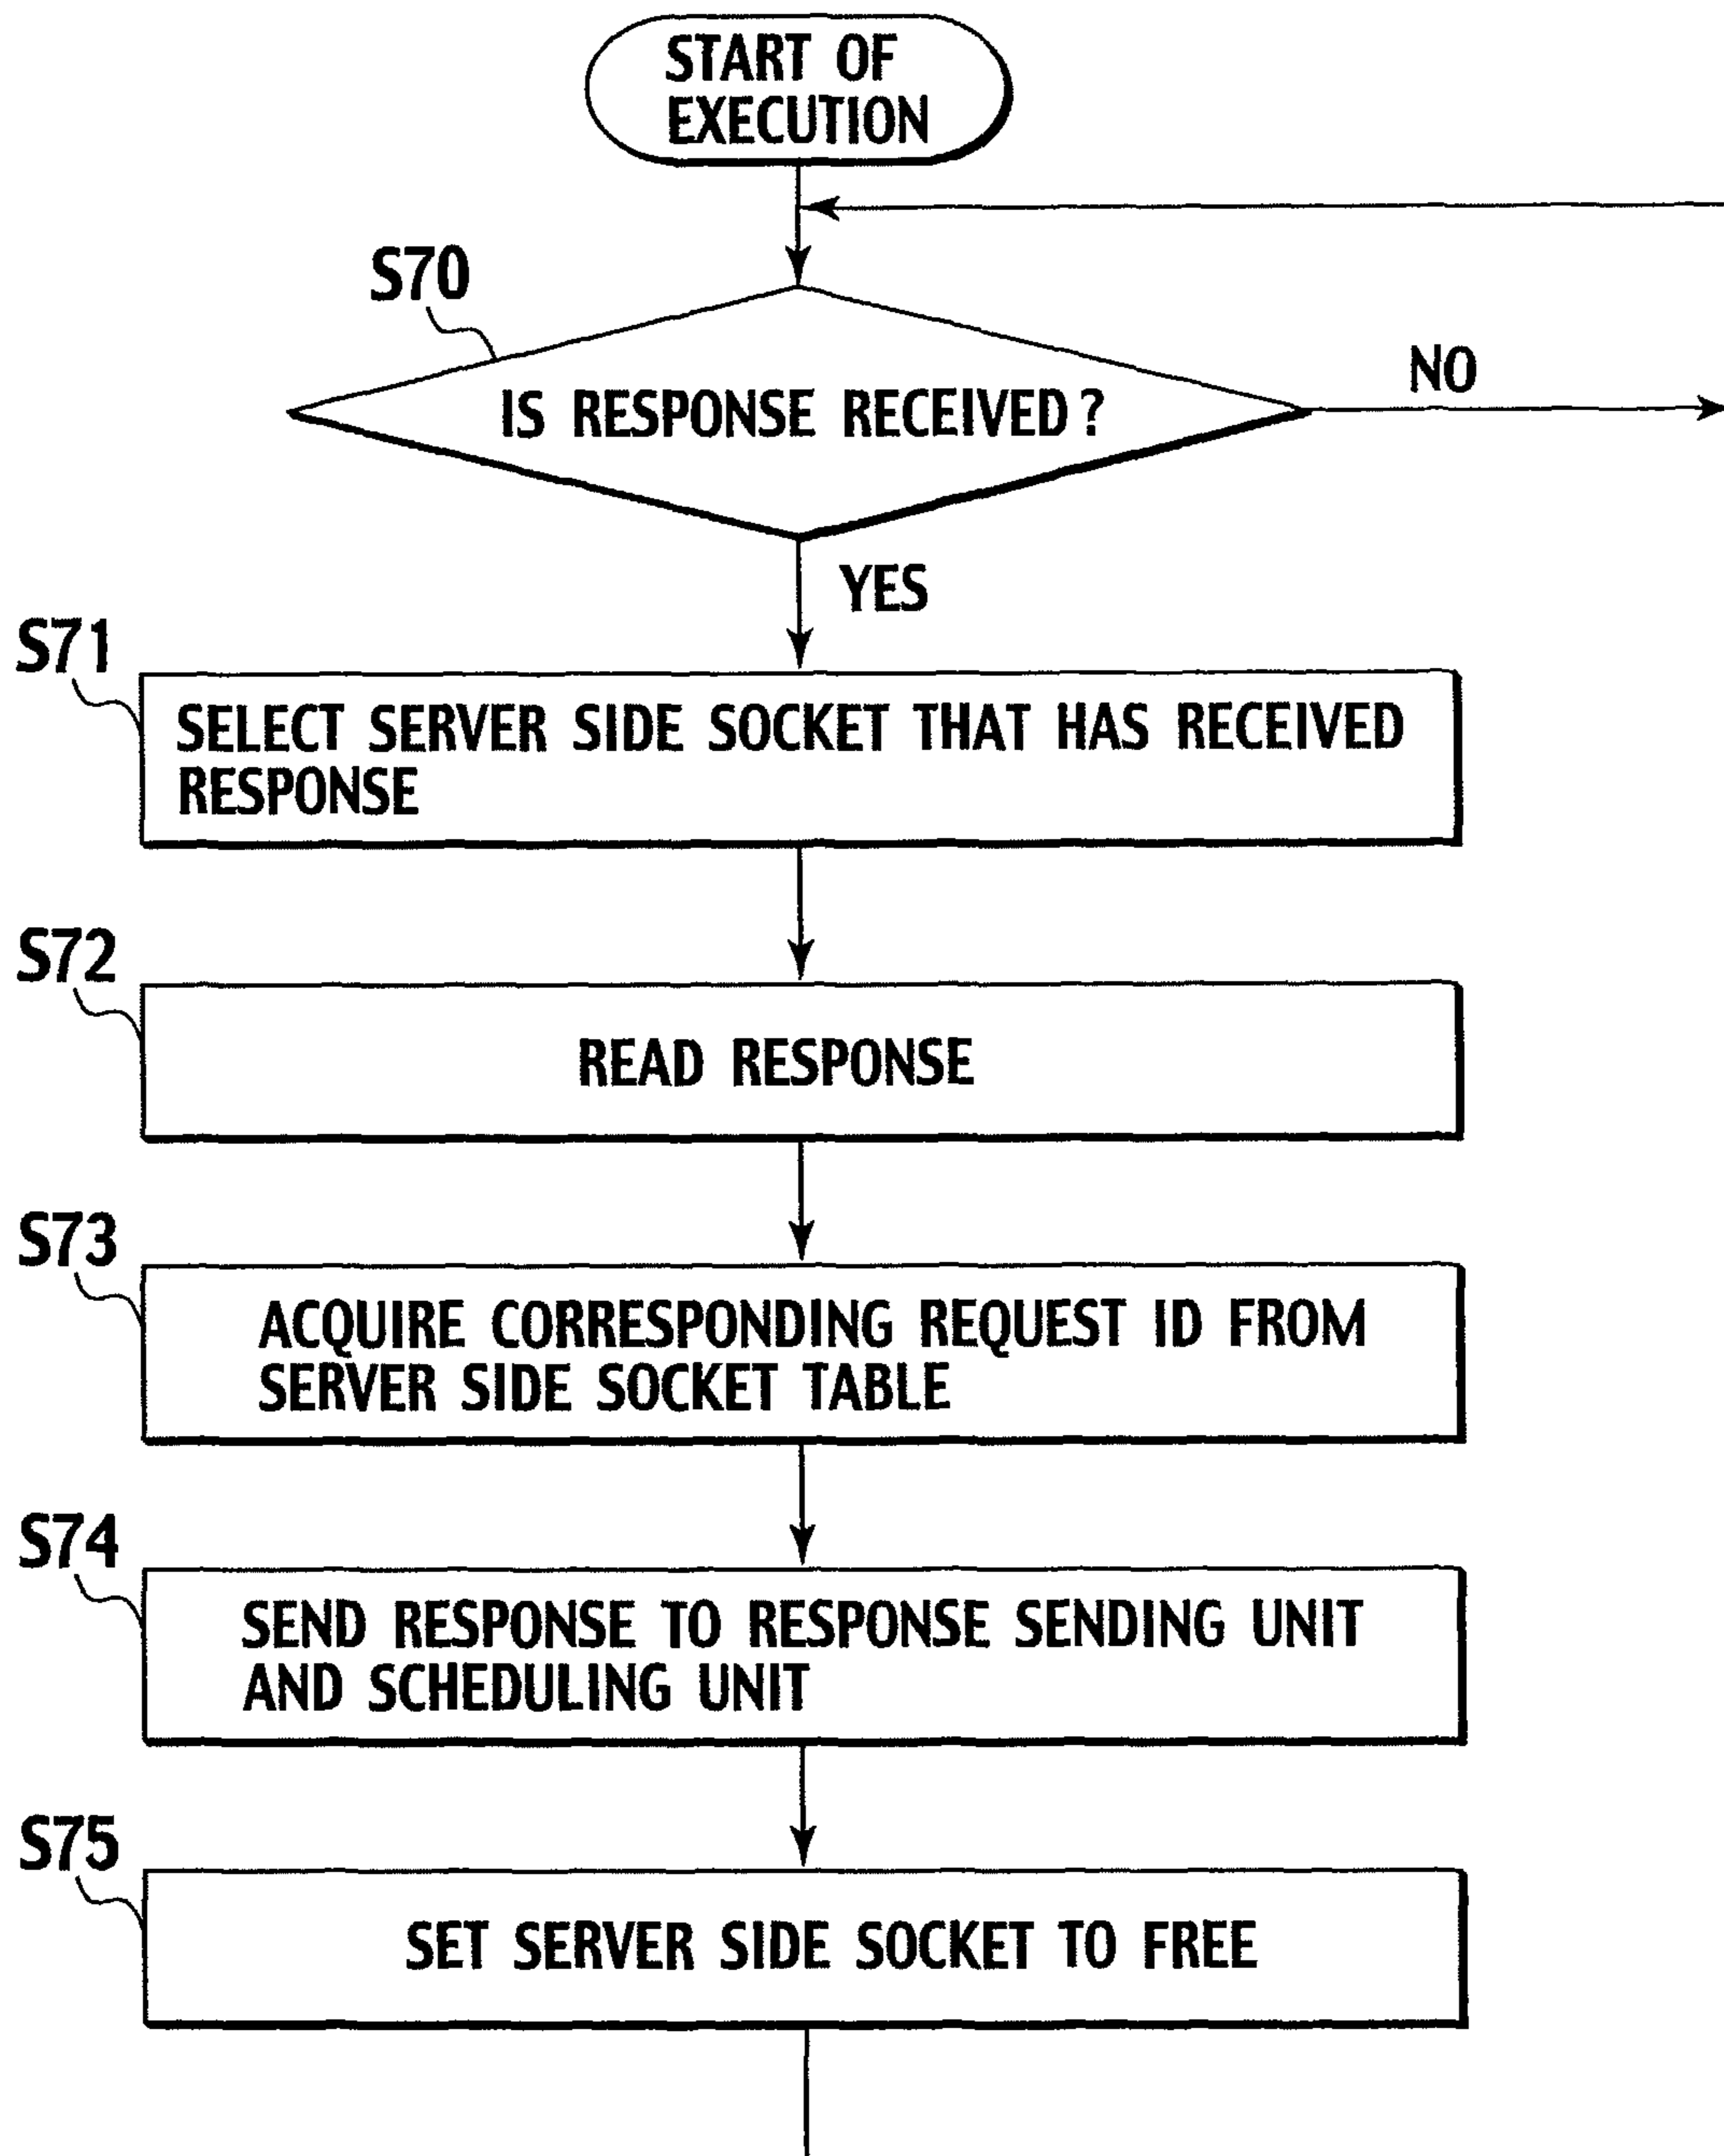 START OF
EXECUTION
S70
IS RESPONSE RECEIVED?
NO
YES
S71
SELECT SERVER SIDE SOCKET THAT HAS RECEIVED
RESPONSE
S72
READ RESPONSE
S73
ACQUIRE CORRESPONDING REQUEST ID FROM
SERVER SIDE SOCKET TABLE
S74
SEND RESPONSE TO RESPONSE SENDING UNIT
AND SCHEDULING UNIT
S75
SET SERVER SIDE SOCKET TO FREE